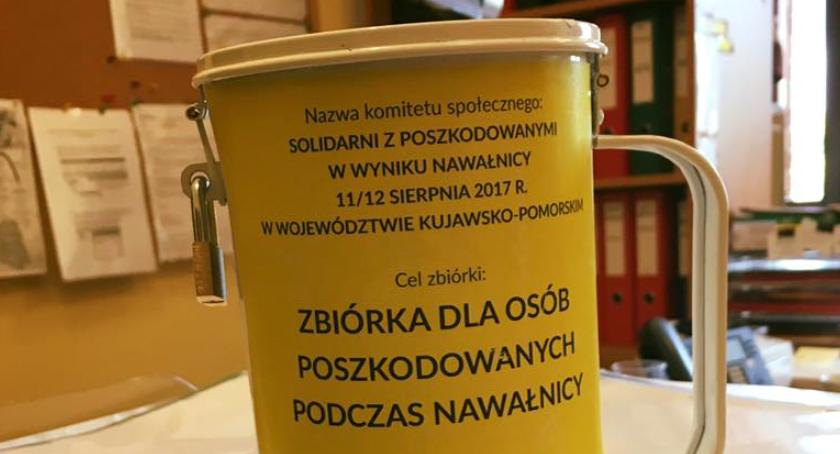 Nazwa komitetu społecznego:
SOLIDARNI Z POSZKODOWANYMI
W WYNIKU NAWAŁNICY
11/12 SIERPNIA 2017 R.
W WOJEWÓDZTWIE KUJAWSKO-POMORSKIM
Cel zbiórki:
ZBIÓRKA DLA OSÓB
POSZKODOWANYCH
PODCZAS NAWAŁNICY